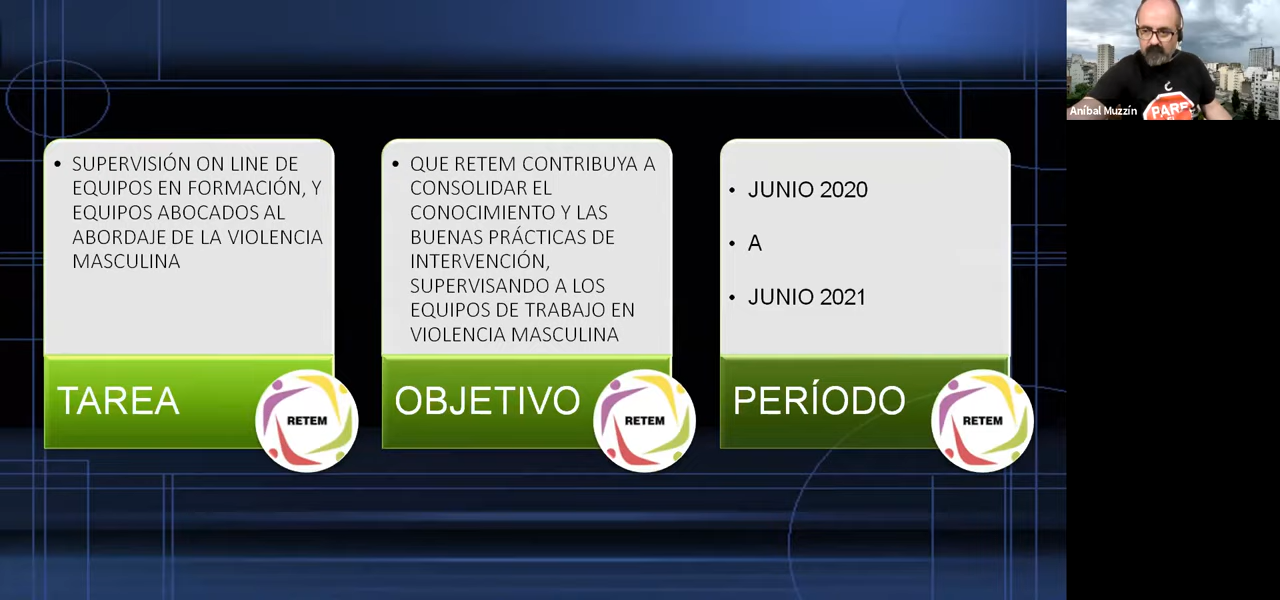 • SUPERVISIÓN ON LINE DE
EQUIPOS EN FORMACIÓN, Y
EQUIPOS ABOCADOS AL
ABORDAJE DE LA VIOLENCIA
MASCULINA
TAREA
RETEM
• QUE RETEM CONTRIBUYA A
CONSOLIDAR EL
CONOCIMIENTO Y LAS
BUENAS PRÁCTICAS DE
INTERVENCIÓN,
SUPERVISANDO A LOS
EQUIPOS DE TRABAJO EN
VIOLENCIA MASCULINA
OBJETIVO
RETEM
• JUNIO 2020
• A
• JUNIO 2021
PERÍODO
RETEM
PARE
Aníbal Muzzín